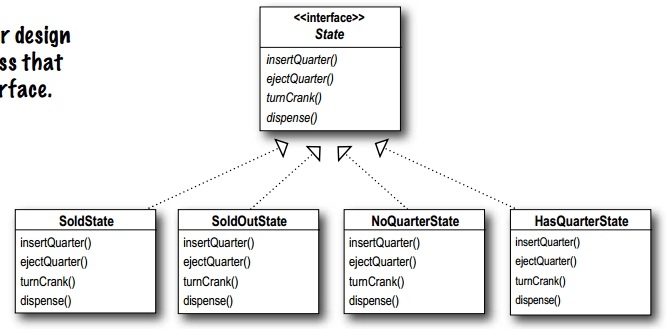 r design
ss that
rface.
<<interface>>
State
insertQuarter()
ejectQuarter()
turnCrank()
dispense()
SoldState
insertQuarter()
ejectQuarter()
turnCrank()
dispense()
SoldOutState
insertQuarter()
ejectQuarter()
turnCrank()
dispense()
NoQuarterState
insertQuarter()
ejectQuarter()
turnCrank()
dispense()
HasQuarterState
insertQuarter()
ejectQuarter()
turnCrank()
dispense()